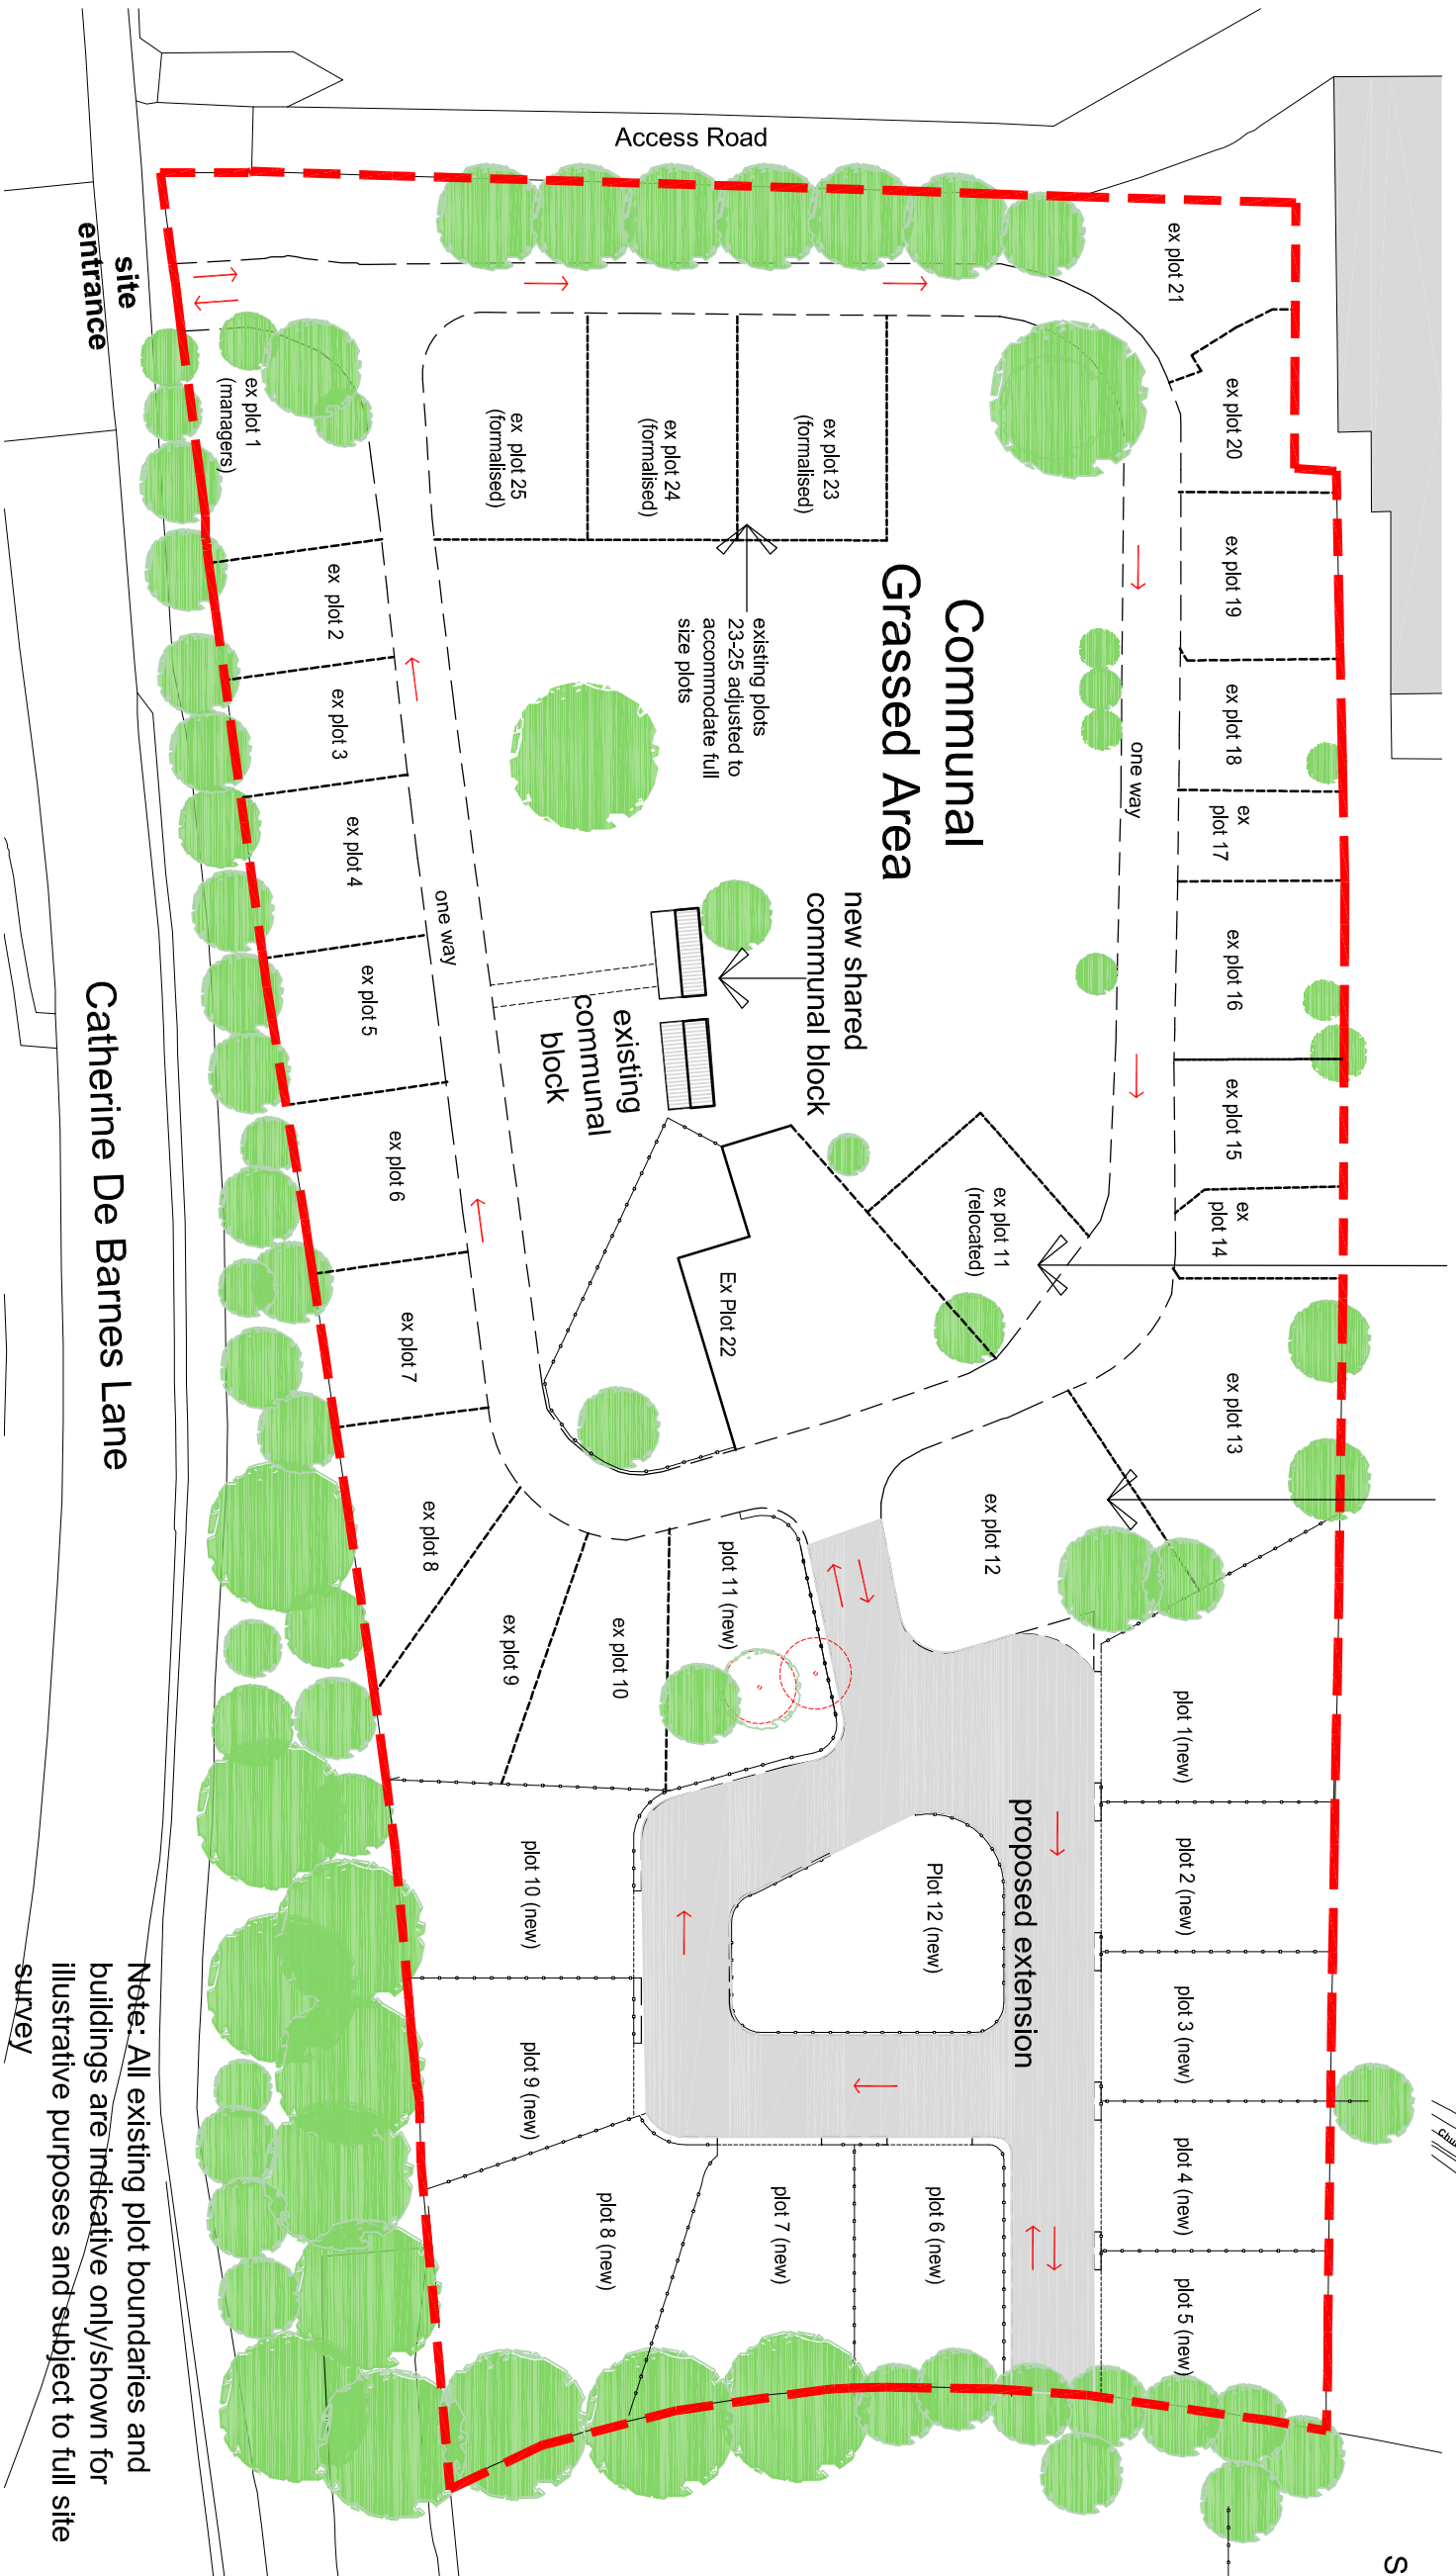 Access Road
site
entrance
ex plot 1
(managers)
ex plot 2
ex plot 3
ex plot 4
ex plot 5
ex plot 6
ex plot 7
ex plot 8
ex plot 9
ex plot 10
plot 11 (new)
one way
ex plot 25
(formalised)
ex plot 24
(formalised)
ex plot 23
(formalised)
existing plots
23-25 adjusted to
accommodate full
size plots
Communal
Grassed Area
new shared
communal block
existing
communal
block
ex plot 21
ex plot 20
ex plot 19
ex plot 18
ex
plot 17
ex plot 16
ex plot 15
ex
plot 14
ex plot 13
ex plot 12
one way
ex plot 11
(relocated)
Ex Plot 22
plot 1(new)
plot 2 (new)
plot 3 (new)
plot 4 (new)
plot 5 (new)
proposed extension
Plot 12 (new)
plot 6 (new)
plot 7 (new)
plot 8 (new)
plot 9 (new)
plot 10 (new)
Catherine De Barnes Lane
Note: All existing plot boundaries and
buildings are indicative only/shown for
illustrative purposes and subject to full site
survey
S